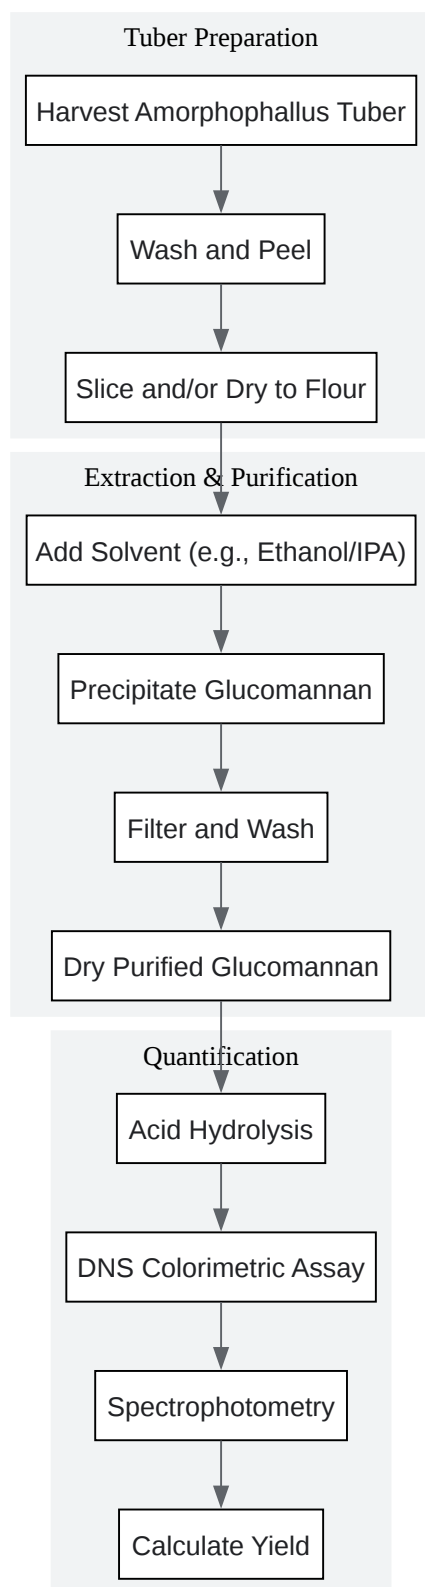 Tuber Preparation
Harvest Amorphophallus Tuber
Wash and Peel
Slice and/or Dry to Flour
Extraction & Purification
Add Solvent (e.g., Ethanol/IPA)
Precipitate Glucomannan
Filter and Wash
Dry Purified Glucomannan
Quantification
Acid Hydrolysis
DNS Colorimetric Assay
Spectrophotometry
Calculate Yield